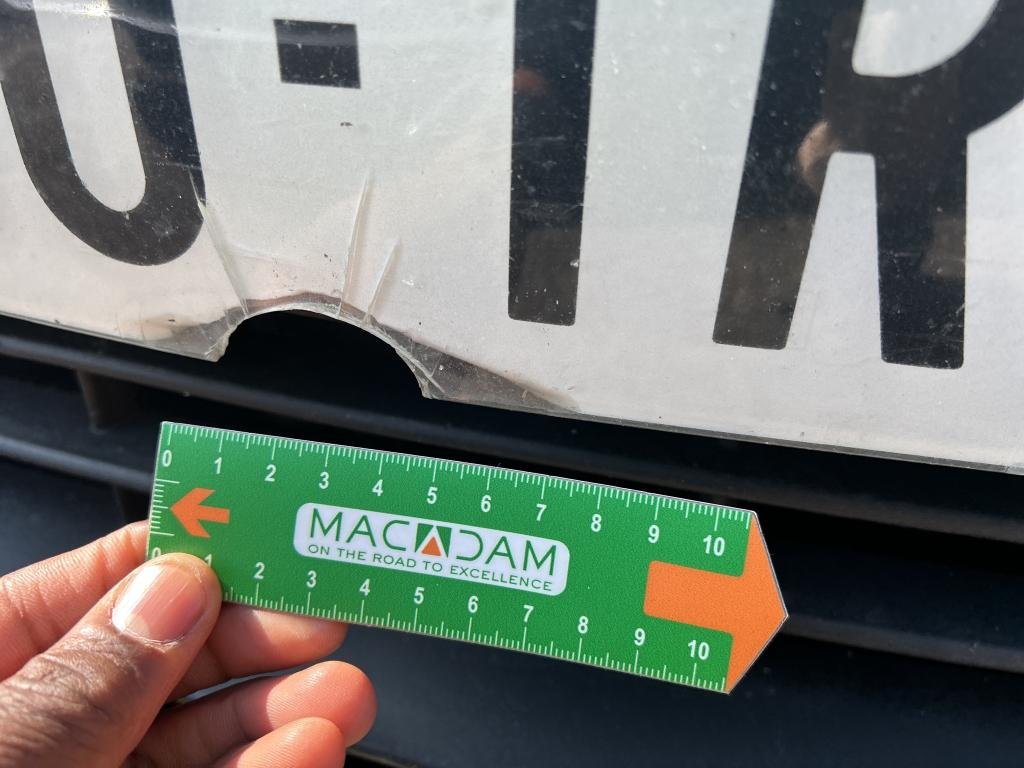 -TR
0 1 2 3 4 5 6 7 8 9 10
MACADAM
ON THE ROAD TO EXCELLENCE
0 1 2 3 4 5 6 7 8 9 10